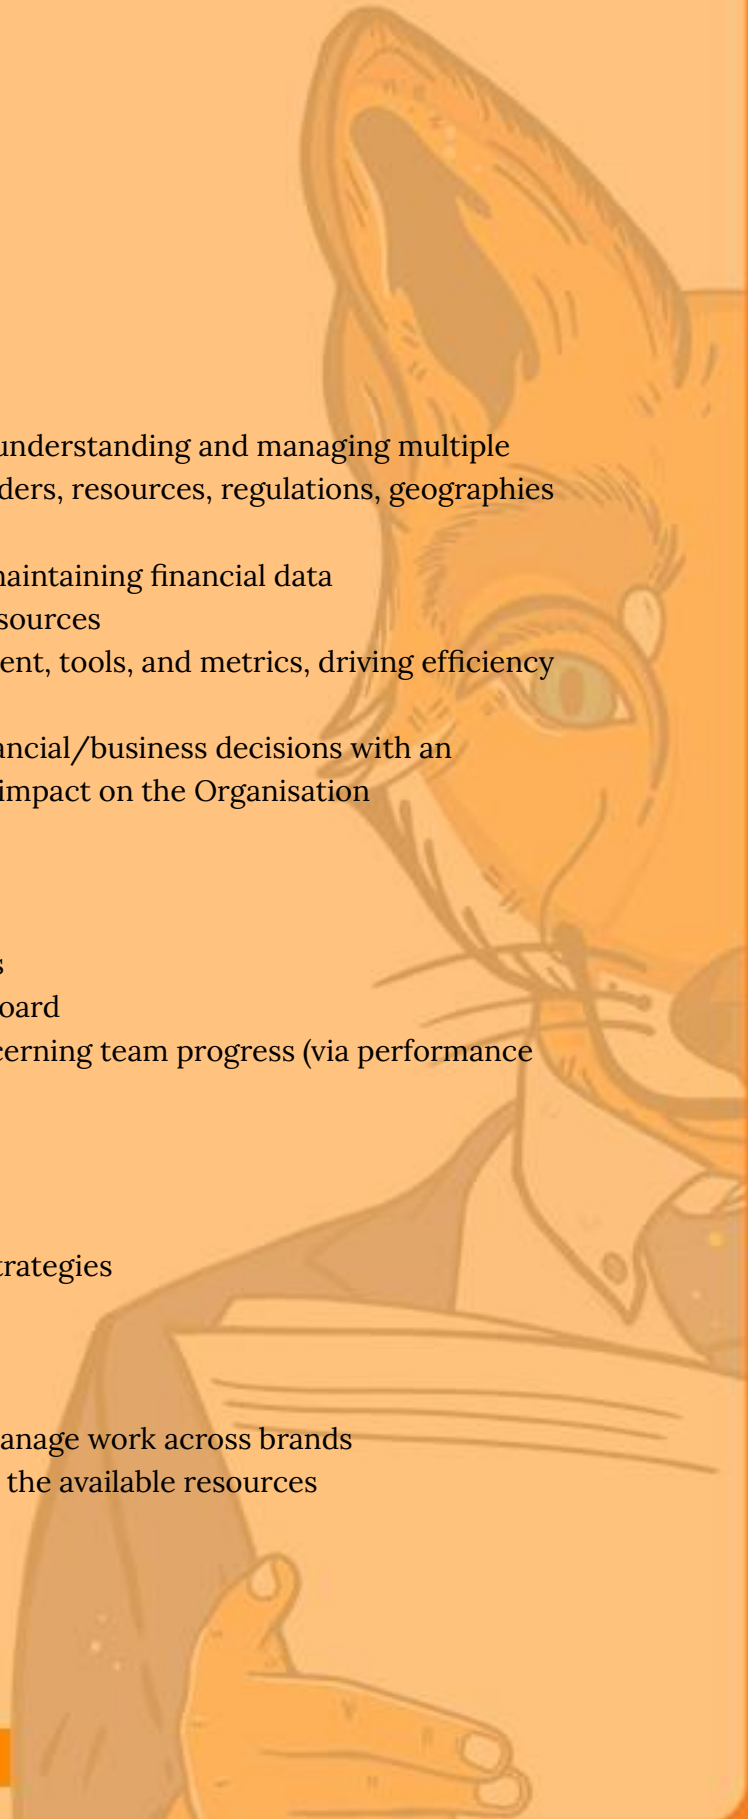 understanding and managing multiple
ders, resources, regulations, geographies
naintaining financial data
sources
ent, tools, and metrics, driving efficiency
ancial/business decisions with an
impact on the Organisation
s
oard
cerning team progress (via performance
trategies
anage work across brands
the available resources